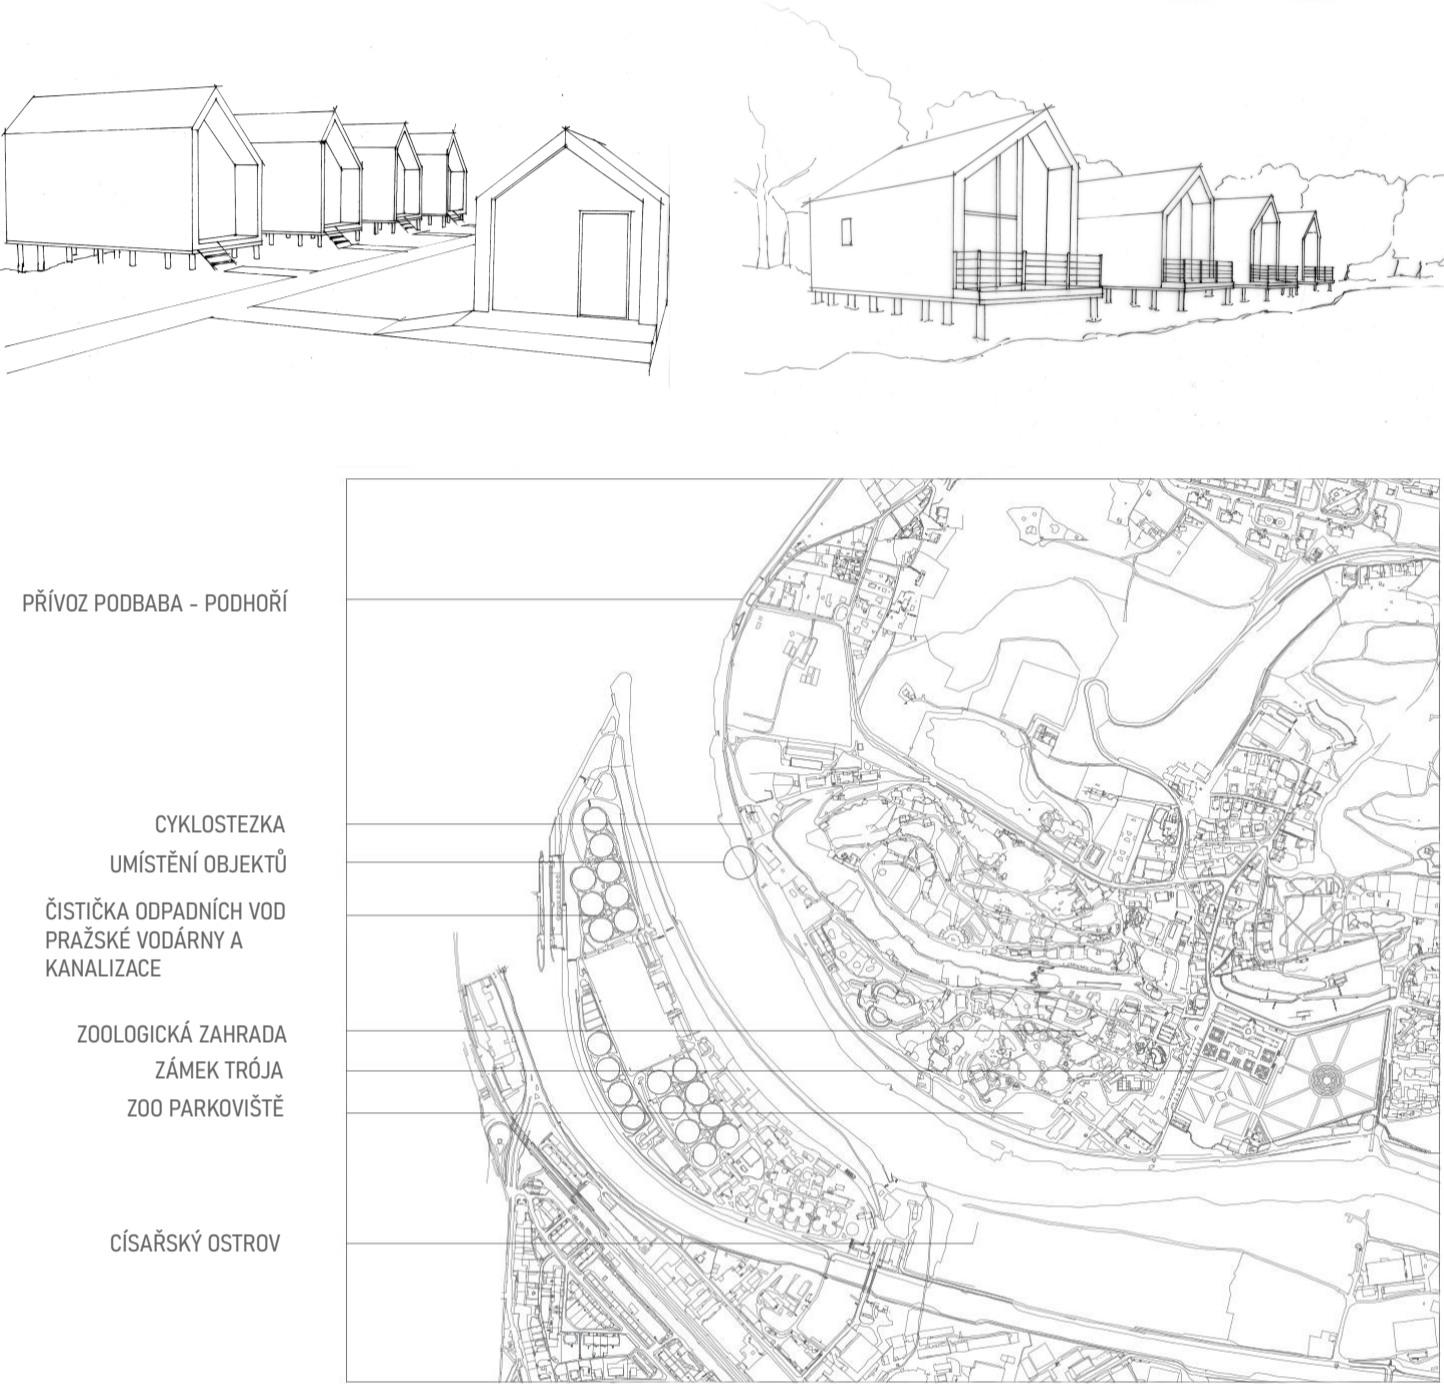 PŘÍVOZ PODBABA - PODHOŘÍ
CYKLOSTEZKA
UMÍSTĚNÍ OBJEKTŮ
ČISTIČKA ODPADNÍCH VOD
PRAŽSKÉ VODÁRNY A
KANALIZACE
ZOOLOGICKÁ ZAHRADA
ZÁMEK TRÓJA
ZOO PARKOVIŠTĚ
CÍSAŘSKÝ OSTROV